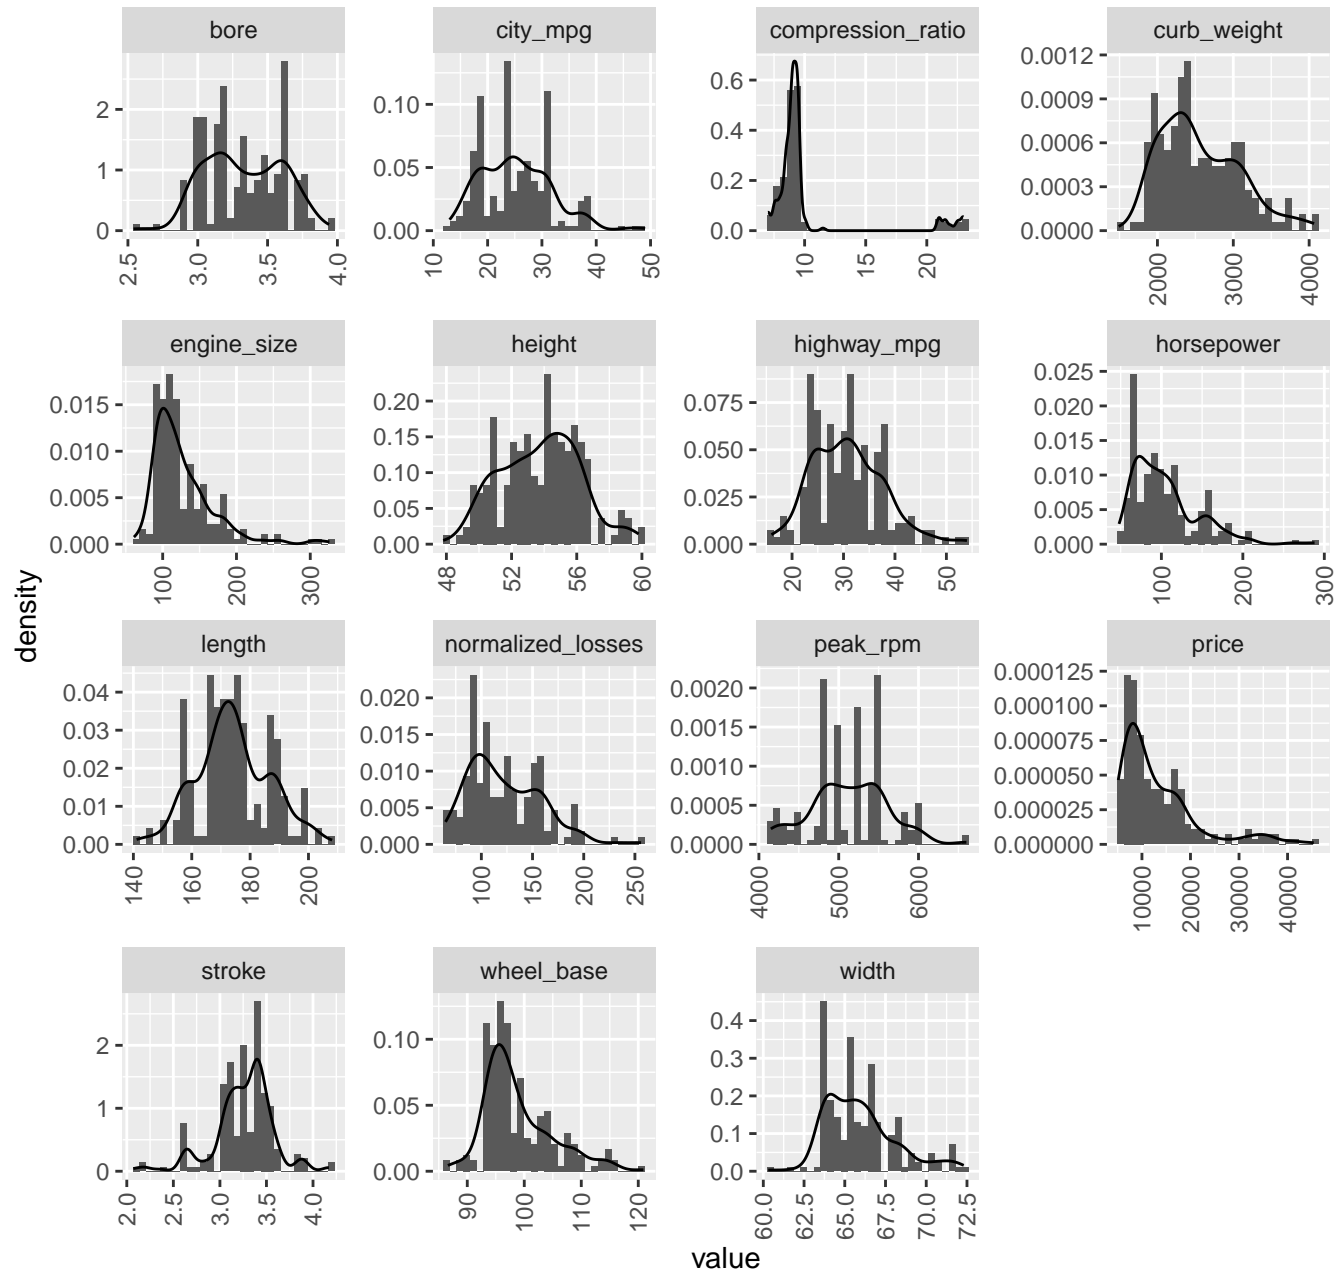 bore city_mpg compression_ratio curb_weight
2 1 0
0.10 0.05 0.00
0.6 0.4 0.2 0.0
0.0012 0.0009 0.0006 0.0003 0.0000
2.5 3.0 3.5 4.0
10 20 30 40 50
10 15 20
2000 3000 4000
engine_size height highway_mpg horsepower
0.015 0.010 0.005 0.000
0.20 0.15 0.10 0.05 0.00
0.075 0.050 0.025 0.000
0.025 0.020 0.015 0.010 0.005 0.000
100 200 300
48 52 56 60
20 30 40 50
100 200 300
density
length normalized_losses peak_rpm price
0.04 0.03 0.02 0.01 0.00
0.020 0.015 0.010 0.005 0.000
0.0020 0.0015 0.0010 0.0005 0.0000
0.000125 0.000100 0.000075 0.000050 0.000025 0.000000
140 160 180 200
100 150 200 250
4000 5000 6000
10000 20000 30000 40000
stroke wheel_base width
2 1 0
0.10 0.05 0.00
0.4 0.3 0.2 0.1 0.0
2.0 2.5 3.0 3.5 4.0
90 100 110 120
60.0 62.5 65.0 67.5 70.0 72.5
value